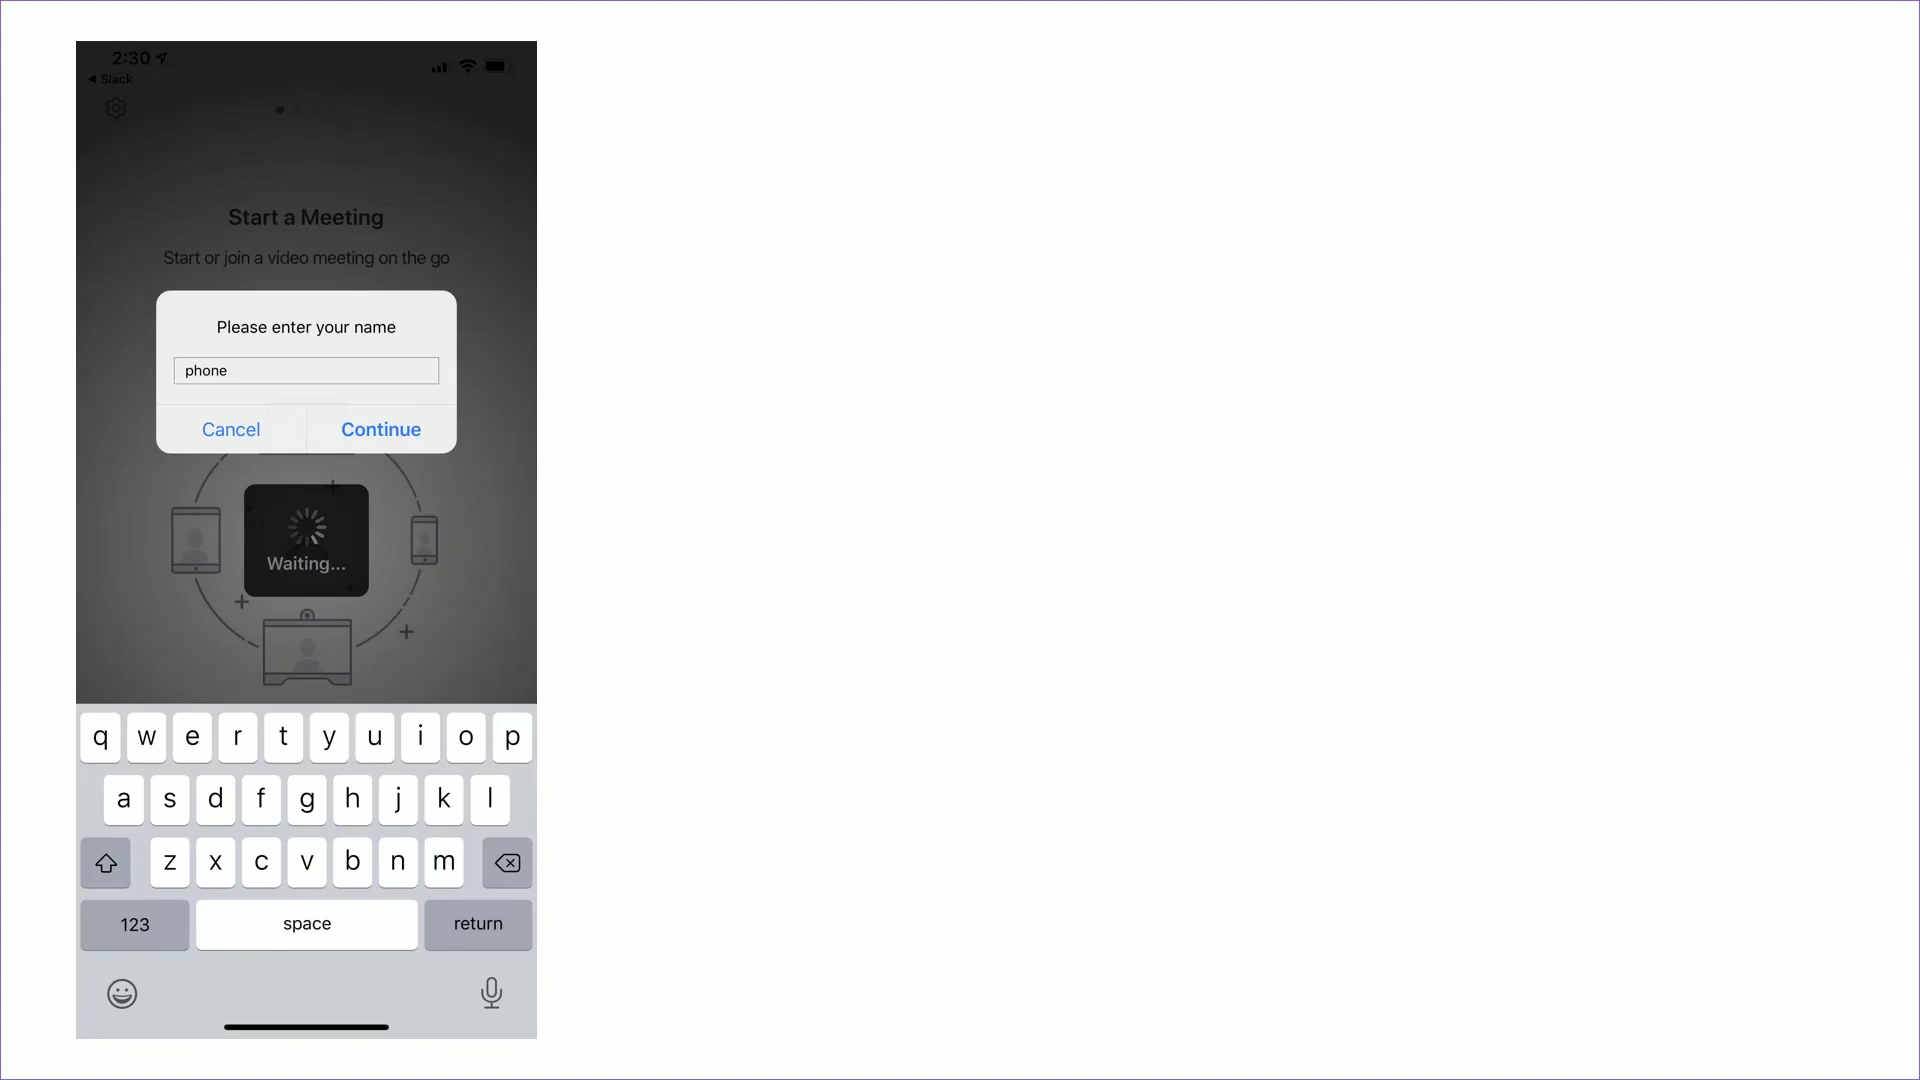 2:30
Slack
Start a Meeting
Start or join a video meeting on the go
Please enter your name
phone
Cancel Continue
Waiting...
q w e r t y u i o p
a s d f g h j k l
z x c v b n m
123 space return